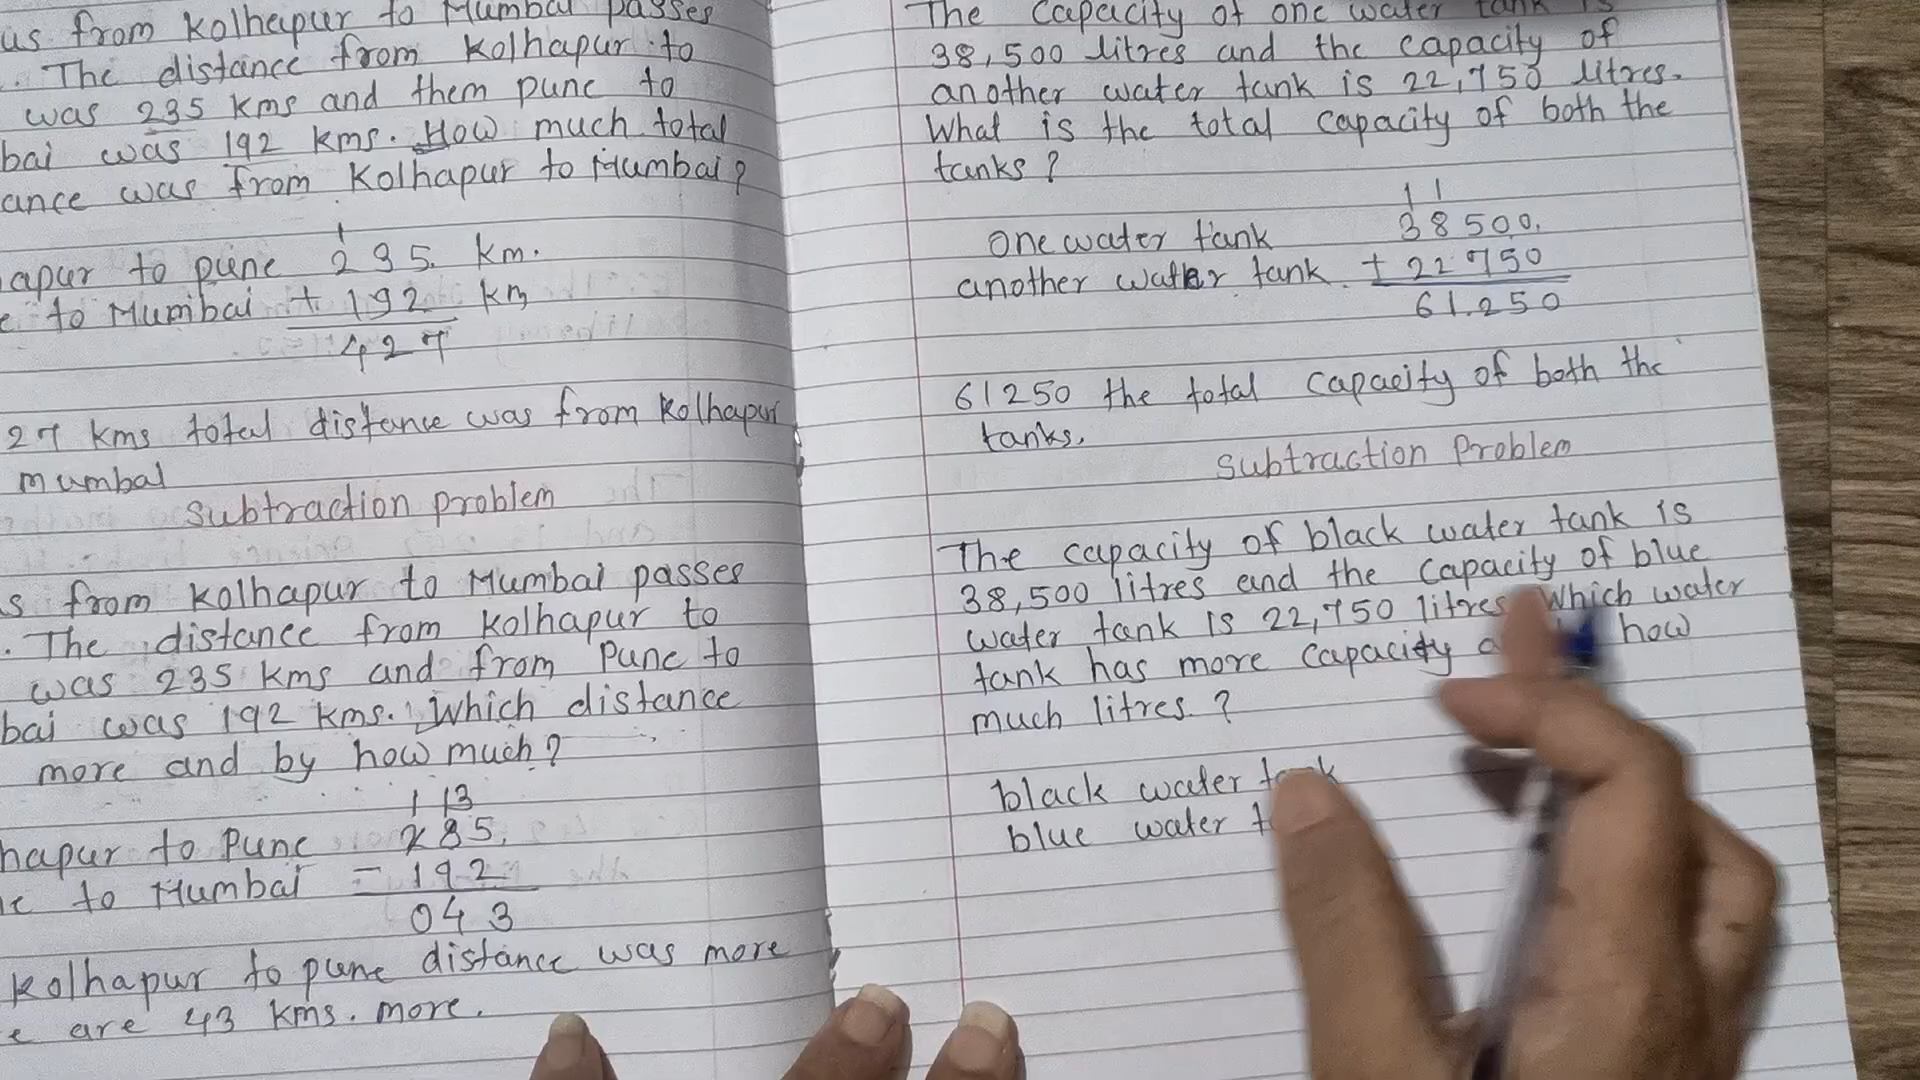 us from Kolhapur to Mumbai passes
. The distance from Kolhapur to
was 235 kms and them pune to
bai was 192 kms. How much total
ance was from Kolhapur to Mumbai?
1
apur to pune 235. km.
e to Mumbai + 192 km
427
27 kms total distance was from Kolhapur
mumbal
Subtraction problem
s from Kolhapur to Mumbai passes
. The distance from Kolhapur to
was 235 kms and from Pune to
bai was 192 kms. Which distance
more and by how much?
1 13
hapur to Pune 235.
e to Mumbai - 192
043
Kolhapur to pune distance was more
e are 43 kms. more.
The capacity of one water tank is
38,500 litres and the capacity of
another water tank is 22,750 litres.
What is the total capacity of both the
tanks?
1 1
one water tank 38500.
another water tank + 22750
61.250
61250 the total capacity of both the
tanks.
Subtraction Problem
The capacity of black water tank is
38,500 litres and the capacity of blue
water tank is 22,750 litres. Which water
tank has more capacity how
much litres?
black water tank
blue water